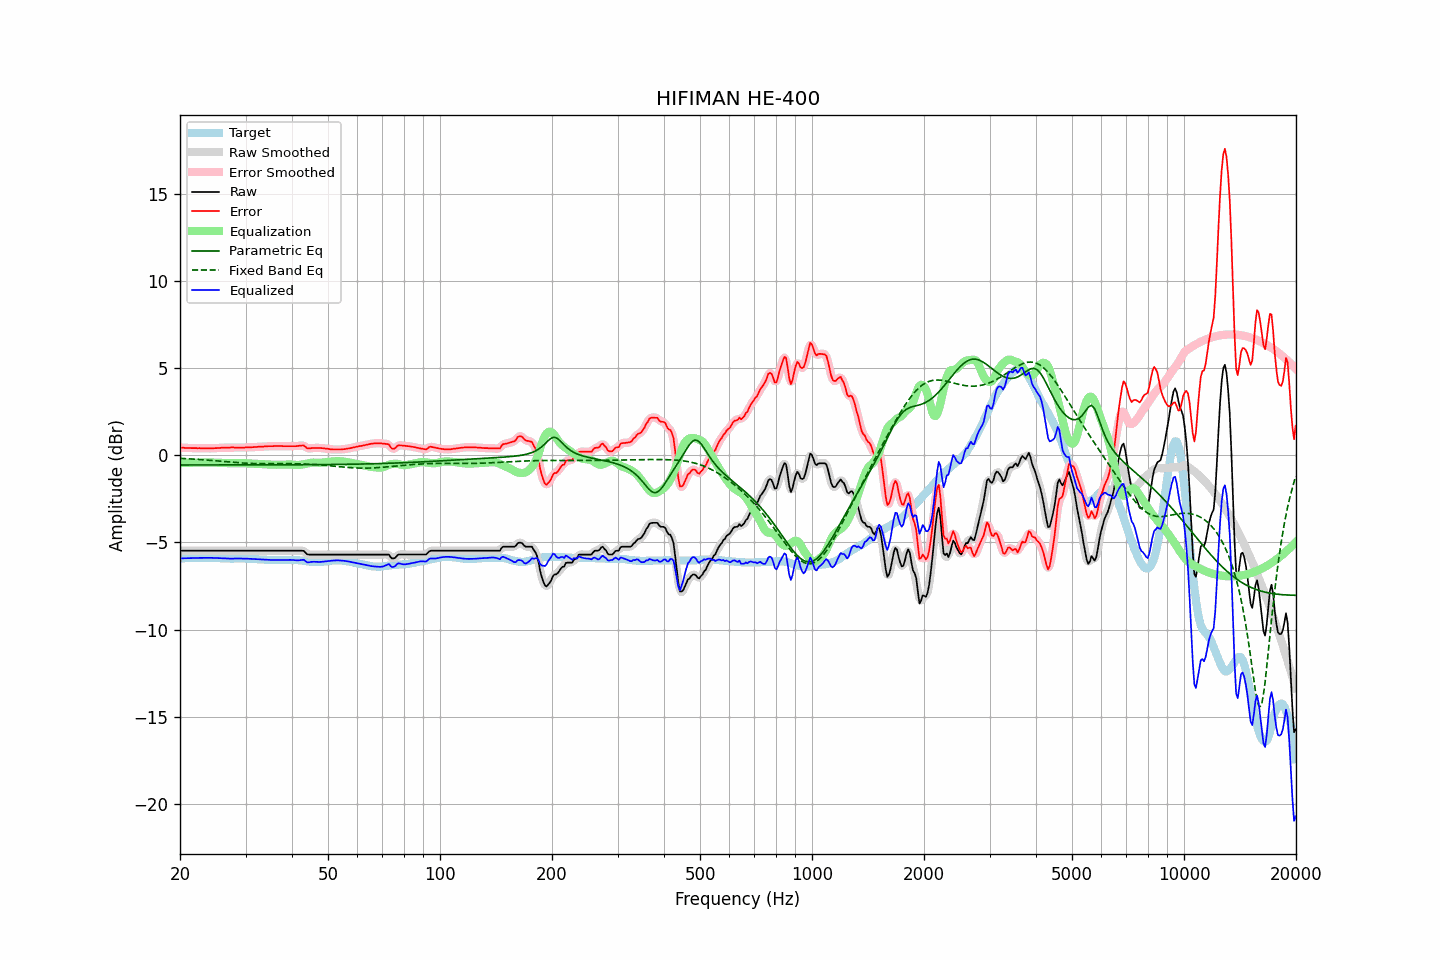 HIFIMAN HE-400
Target
Raw Smoothed
Error Smoothed
Raw
Error
Equalization
Parametric Eq
Fixed Band Eq
Equalized
15
10
5
0
−5
−10
−15
−20
Amplitude (dBr)
20
50
100
200
500
1000
2000
5000
10000
20000
Frequency (Hz)